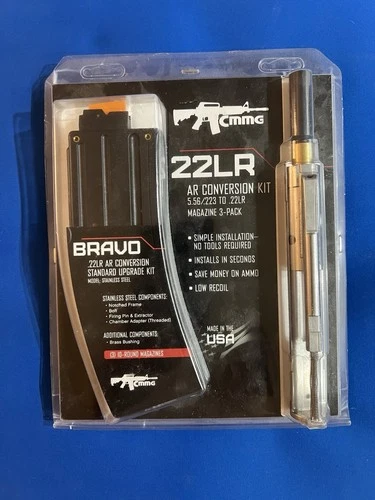 CMMG
22LR
AR CONVERSION KIT
5.56/223 TO .22LR
MAGAZINE 3-PACK
• SIMPLE INSTALLATION—
NO TOOLS REQUIRED
• INSTALLS IN SECONDS
• SAVE MONEY ON AMMO
• LOW RECOIL
MADE IN THE
USA
BRAVO
.22LR AR CONVERSION
STANDARD UPGRADE KIT
MODEL: STAINLESS STEEL
STAINLESS STEEL COMPONENTS:
• Notched Frame
• Bolt
• Firing Pin & Extractor
• Chamber Adapter (Threaded)
ADDITIONAL COMPONENTS:
• Brass Bushing
(3) 10-ROUND MAGAZINES
CMMG